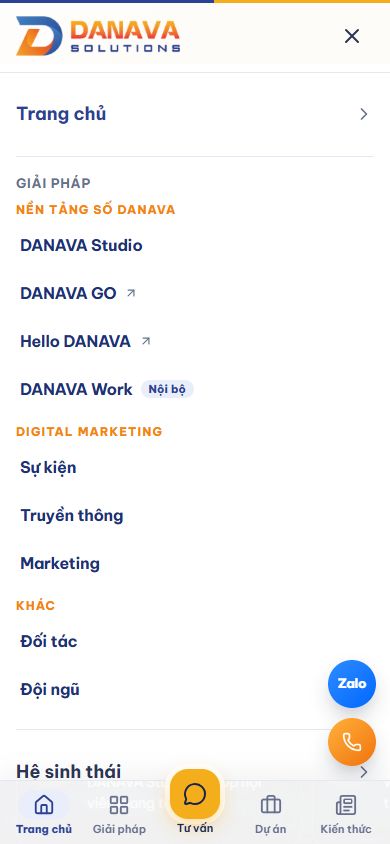 DANAVA
SOLUTIONS
Trang chủ
GIẢI PHÁP
NỀN TẢNG SỐ DANAVA
DANAVA Studio
DANAVA GO
Hello DANAVA
DANAVA Work Nội bộ
DIGITAL MARKETING
Sự kiện
Truyền thông
Marketing
KHÁC
Đối tác
Đội ngũ
Zalo
Hệ sinh thái
Trang chủ
Giải pháp
Tư vấn
Dự án
Kiến thức